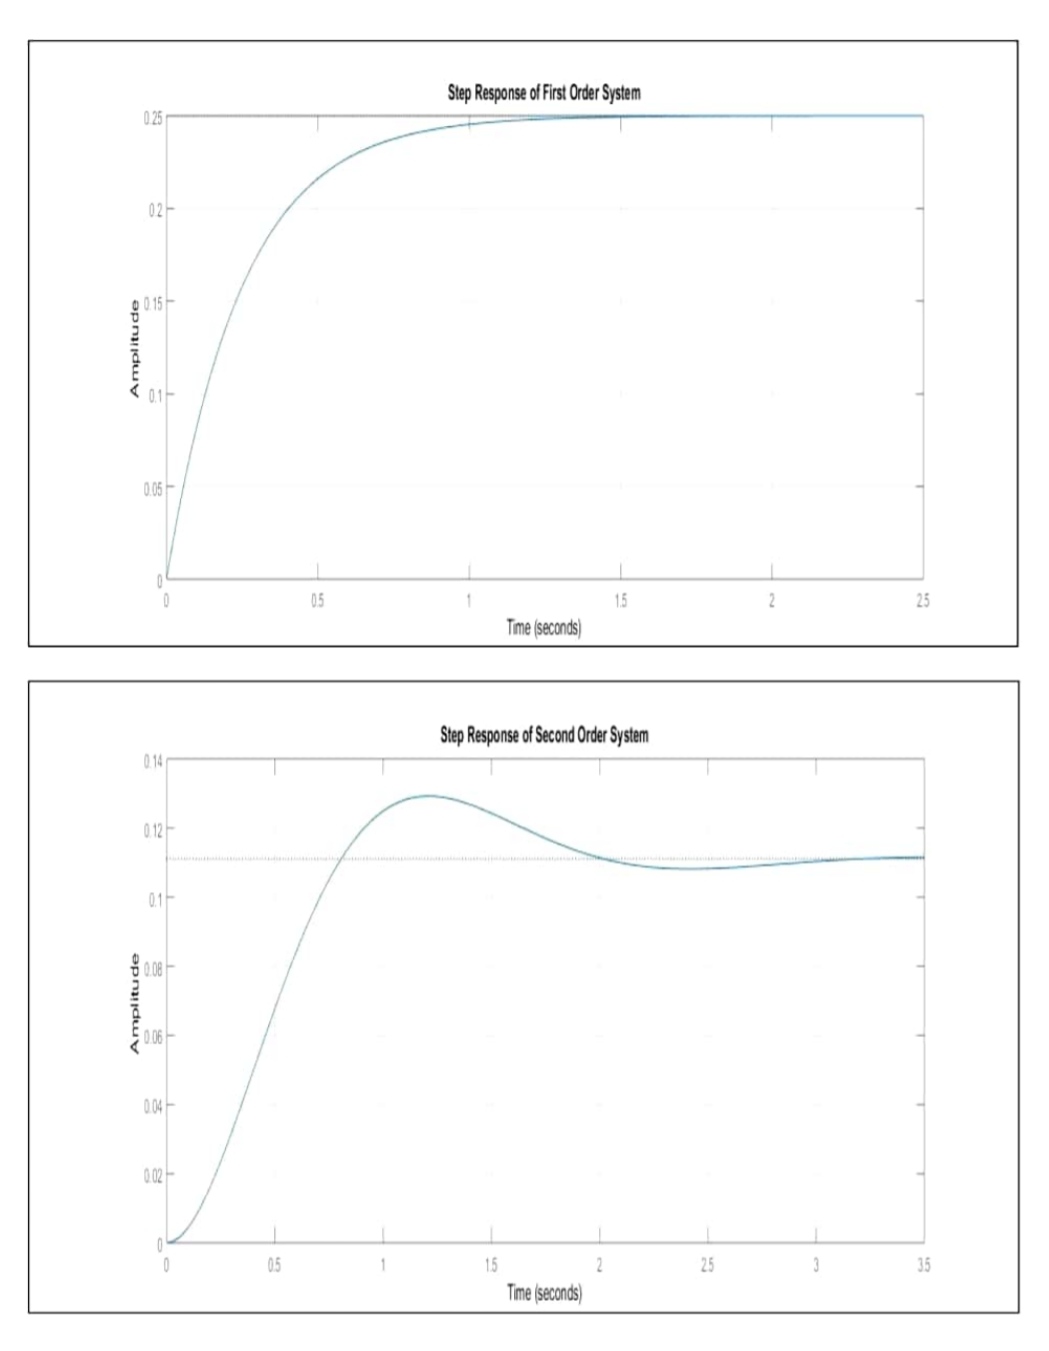 Step Response of First Order System
0.25
0.2
0.15
0.1
0.05
0
Amplitude
0 0.5 1 1.5 2 2.5
Time (seconds)
Step Response of Second Order System
0.14
0.12
0.1
0.08
0.06
0.04
0.02
0
Amplitude
0 0.5 1 1.5 2 2.5 3 3.5
Time (seconds)